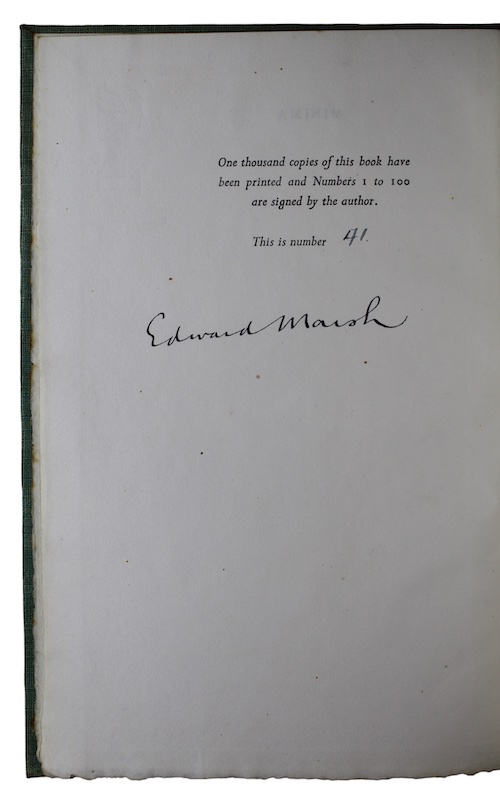 One thousand copies of this book have
been printed and Numbers 1 to 100
are signed by the author.
This is number 41.
Edward Marsh